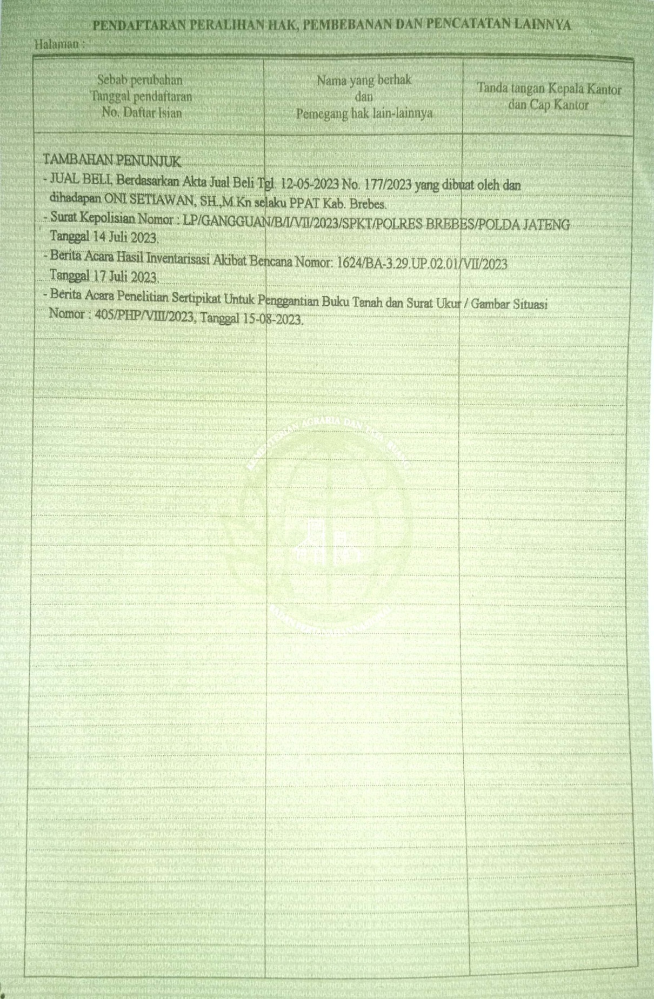 PENDAFTARAN PERALIHAN HAK, PEMBEBANAN DAN PENCATATAN LAINNYA
Halaman :
Sebab perubahan
Tanggal pendaftaran
No. Daftar Isian
Nama yang berhak
dan
Pemegang hak lain-lainnya
Tanda tangan Kepala Kantor
dan Cap Kantor
TAMBAHAN PENUNJUK
- JUAL BELI, Berdasarkan Akta Jual Beli Tgl. 12-05-2023 No. 177/2023 yang dibuat oleh dan
dihadapan ONI SETIAWAN, SH.,M.Kn selaku PPAT Kab. Brebes.
- Surat Kepolisian Nomor : LP/GANGGUAN/B/I/VII/2023/SPKT/POLRES BREBES/POLDA JATENG
Tanggal 14 Juli 2023.
- Berita Acara Hasil Inventarisasi Akibat Bencana Nomor: 1624/BA-3.29.UP.02.01/VII/2023
Tanggal 17 Juli 2023.
- Berita Acara Penelitian Sertipikat Untuk Penggantian Buku Tanah dan Surat Ukur / Gambar Situasi
Nomor : 405/PHP/VIII/2023, Tanggal 15-08-2023.
KEMENTERIAN AGRARIA DAN TATA RUANG
BADAN PERTANAHAN NASIONAL